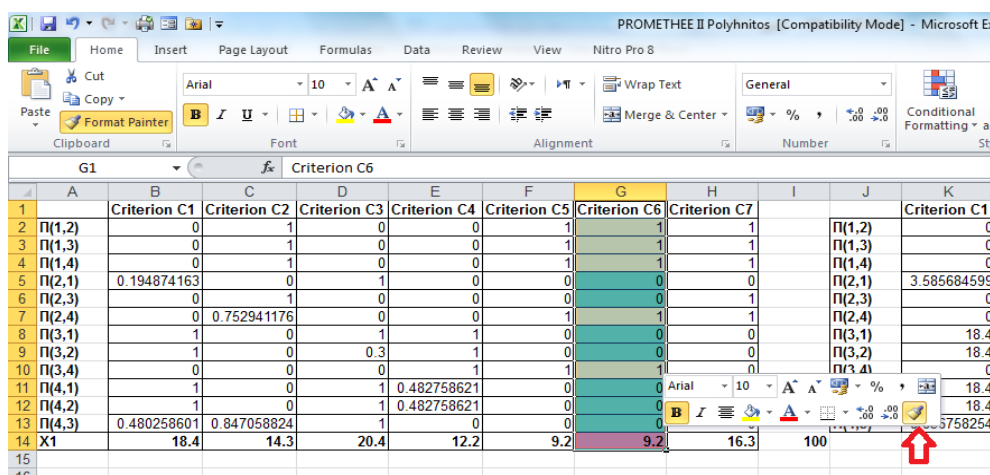 PROMETHEE II Polyhnitos [Compatibility Mode] - Microsoft E
File Home Insert Page Layout Formulas Data Review View Nitro Pro 8
Paste Cut Copy Format Painter
Arial 10 Wrap Text General
B I U Merge & Center % , .0 .00 Conditional Formatting
Clipboard Font Alignment Number St
G1 fx Criterion C6
A B C D E F G H I J K
1 Criterion C1 Criterion C2 Criterion C3 Criterion C4 Criterion C5 Criterion C6 Criterion C7 Criterion C1
2 Π(1,2) 0 1 0 0 1 1 1 Π(1,2) 0
3 Π(1,3) 0 1 0 0 1 1 1 Π(1,3) 0
4 Π(1,4) 0 1 0 0 1 1 1 Π(1,4) 0
5 Π(2,1) 0.194874163 0 1 0 0 0 0 Π(2,1) 3.585684599
6 Π(2,3) 0 1 0 0 0 0 1 Π(2,3) 0
7 Π(2,4) 0 0.752941176 0 0 1 1 1 Π(2,4) 0
8 Π(3,1) 1 0 1 1 0 0 0 Π(3,1) 18.4
9 Π(3,2) 1 0 0.3 1 0 0 0 Π(3,2) 18.4
10 Π(3,4) 0 0 0 1 1 1 0 Π(3,4) 0
11 Π(4,1) 1 0 1 0.482758621 0 0 Arial 10 % , 18.4
12 Π(4,2) 1 0 1 0.482758621 0 0 B I A .0 .00 18.4
13 Π(4,3) 0.480258601 0.847058824 1 0 0 0 6758254
14 X1 18.4 14.3 20.4 12.2 9.2 9.2 16.3 100
15